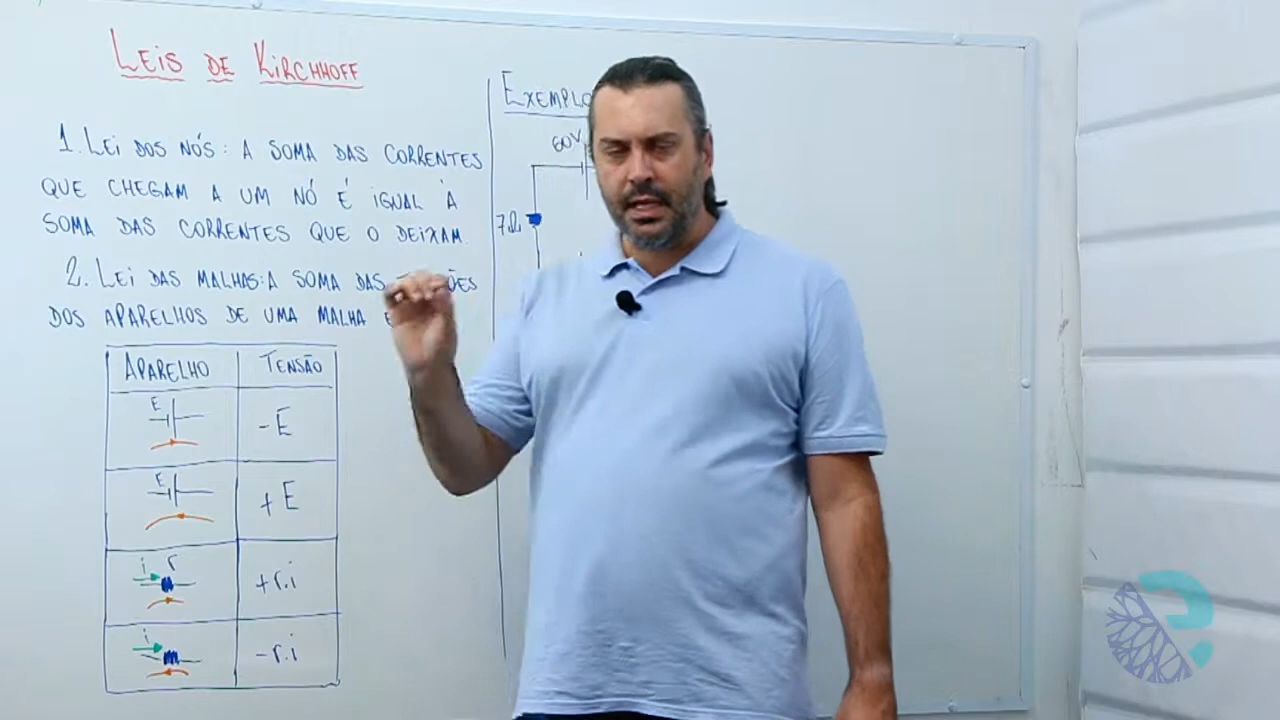 LEIS DE KIRCHHOFF
1. LEI DOS NÓS: A SOMA DAS CORRENTES
QUE CHEGAM A UM NÓ É IGUAL À
SOMA DAS CORRENTES QUE O DEIXAM
2. LEI DAS MALHAS: A SOMA DAS
DOS APARELHOS DE UMA MALHA
APARELHO TENSÃO
E -E
E +E
i r +r.i
i -r.i
EXEMPLO
60V
7Ω